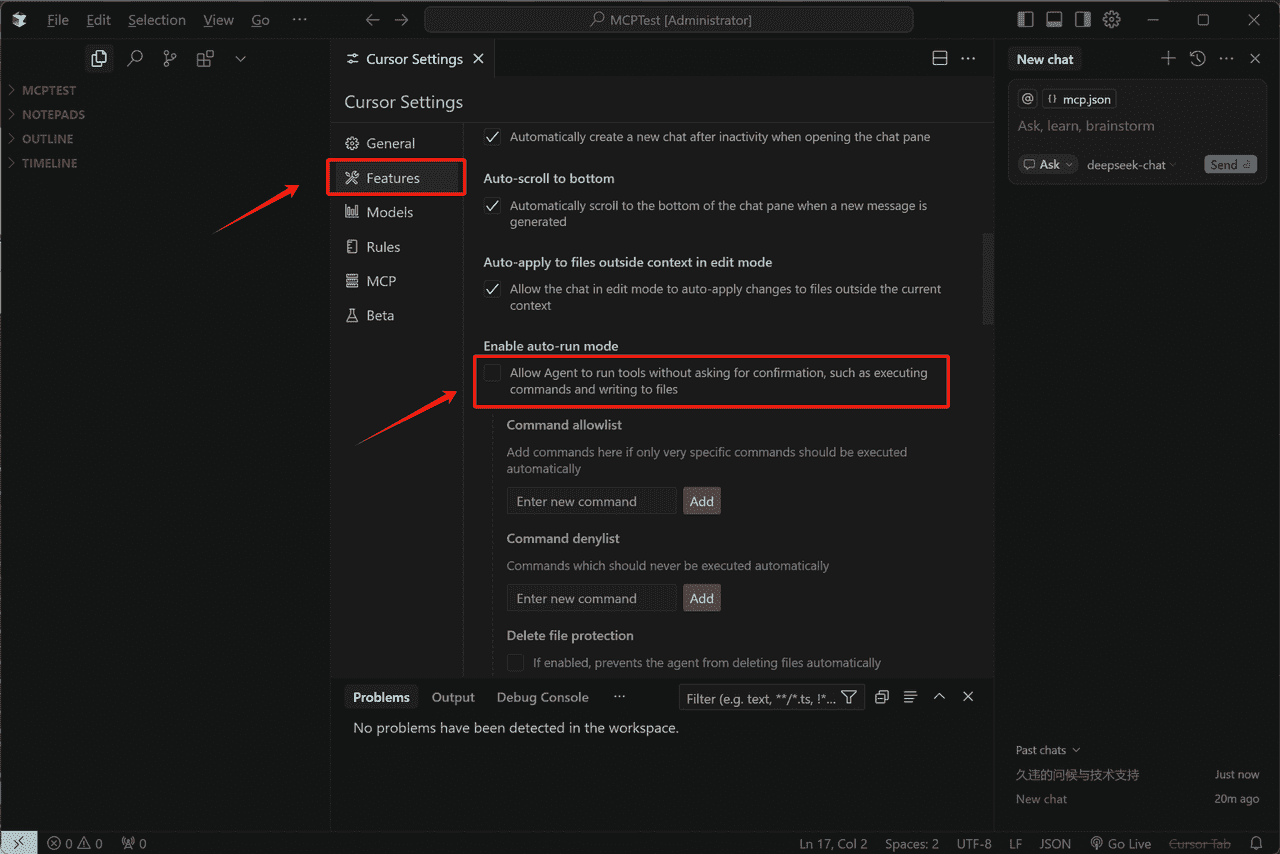 File Edit Selection View Go ···
MCPTest [Administrator]
MCPTEST
NOTEPADS
OUTLINE
TIMELINE
Cursor Settings
Cursor Settings
General
Features
Models
Rules
MCP
Beta
Automatically create a new chat after inactivity when opening the chat pane
Auto-scroll to bottom
Automatically scroll to the bottom of the chat pane when a new message is
generated
Auto-apply to files outside context in edit mode
Allow the chat in edit mode to auto-apply changes to files outside the current
context
Enable auto-run mode
Allow Agent to run tools without asking for confirmation, such as executing
commands and writing to files
Command allowlist
Add commands here if only very specific commands should be executed
automatically
Enter new command Add
Command denylist
Commands which should never be executed automatically
Enter new command Add
Delete file protection
If enabled, prevents the agent from deleting files automatically
Problems Output Debug Console ···
Filter (e.g. text, **/*.ts, !*...
No problems have been detected in the workspace.
New chat
@ {} mcp.json
Ask, learn, brainstorm
Ask deepseek-chat Send
Past chats
久违的问候与技术支持 Just now
New chat 20m ago
0 0 0
Ln 17, Col 2 Spaces: 2 UTF-8 LF JSON Go Live Cursor Tab